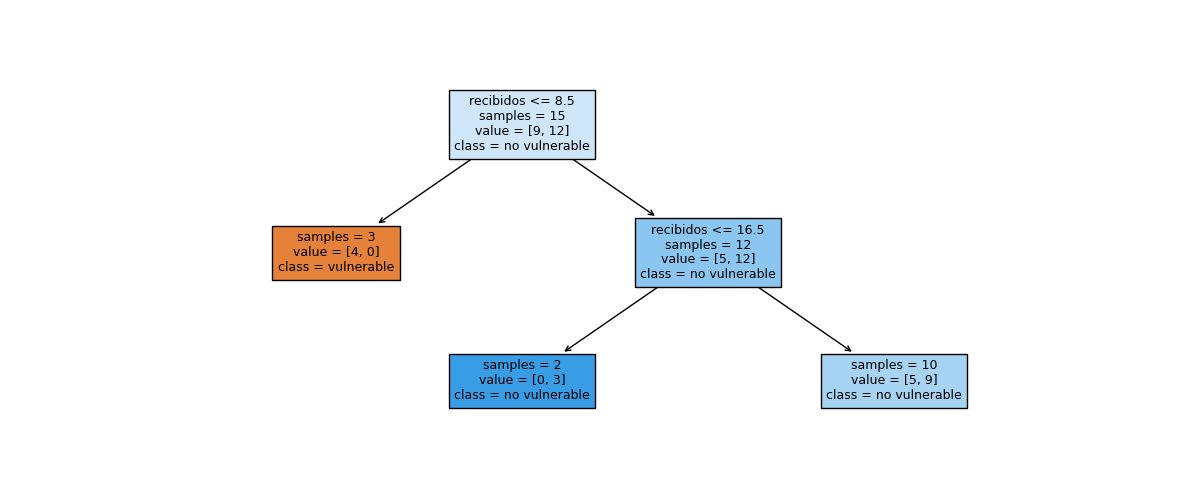 recibidos <= 8.5
samples = 15
value = [9, 12]
class = no vulnerable
samples = 3
value = [4, 0]
class = vulnerable
recibidos <= 16.5
samples = 12
value = [5, 12]
class = no vulnerable
samples = 2
value = [0, 3]
class = no vulnerable
samples = 10
value = [5, 9]
class = no vulnerable